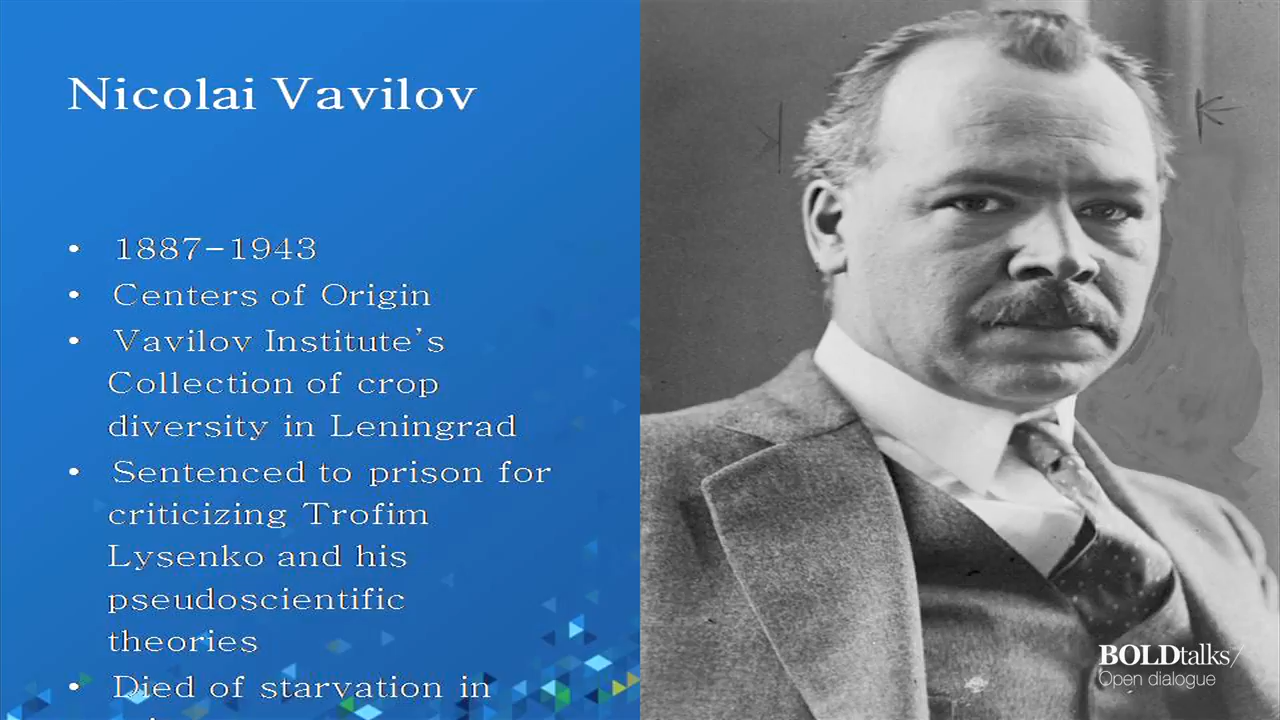 Nicolai Vavilov
• 1887-1943
• Centers of Origin
• Vavilov Institute's
Collection of crop
diversity in Leningrad
• Sentenced to prison for
criticizing Trofim
Lysenko and his
pseudoscientific
theories
• Died of starvation in
BOLDtalks/
Open dialogue